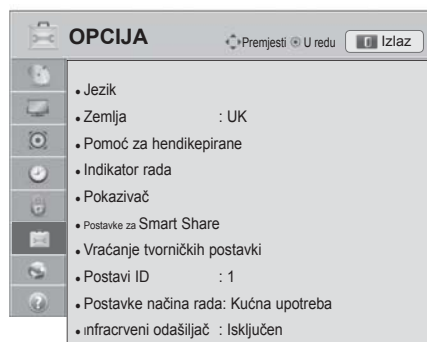 OPCIJA
Premjesti U redu Izlaz
• Jezik
• Zemlja : UK
• Pomoć za hendikepirane
• Indikator rada
• Pokazivač
• Postavke za Smart Share
• Vraćanje tvorničkih postavki
• Postavi ID : 1
• Postavke načina rada: Kućna upotreba
• ınfracrveni odašiljač : Isključen